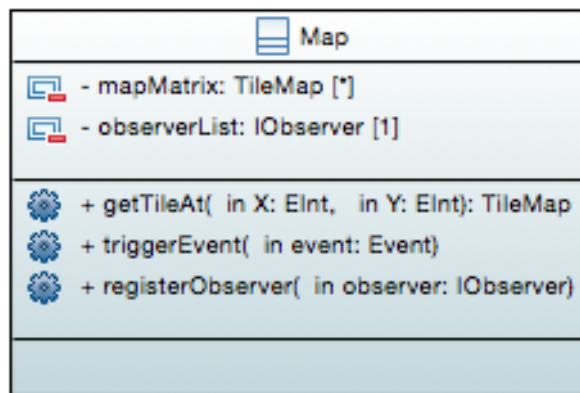 Map
- mapMatrix: TileMap [*]
- observerList: IObserver [1]
+ getTileAt( in X: EInt, in Y: EInt): TileMap
+ triggerEvent( in event: Event)
+ registerObserver( in observer: IObserver)